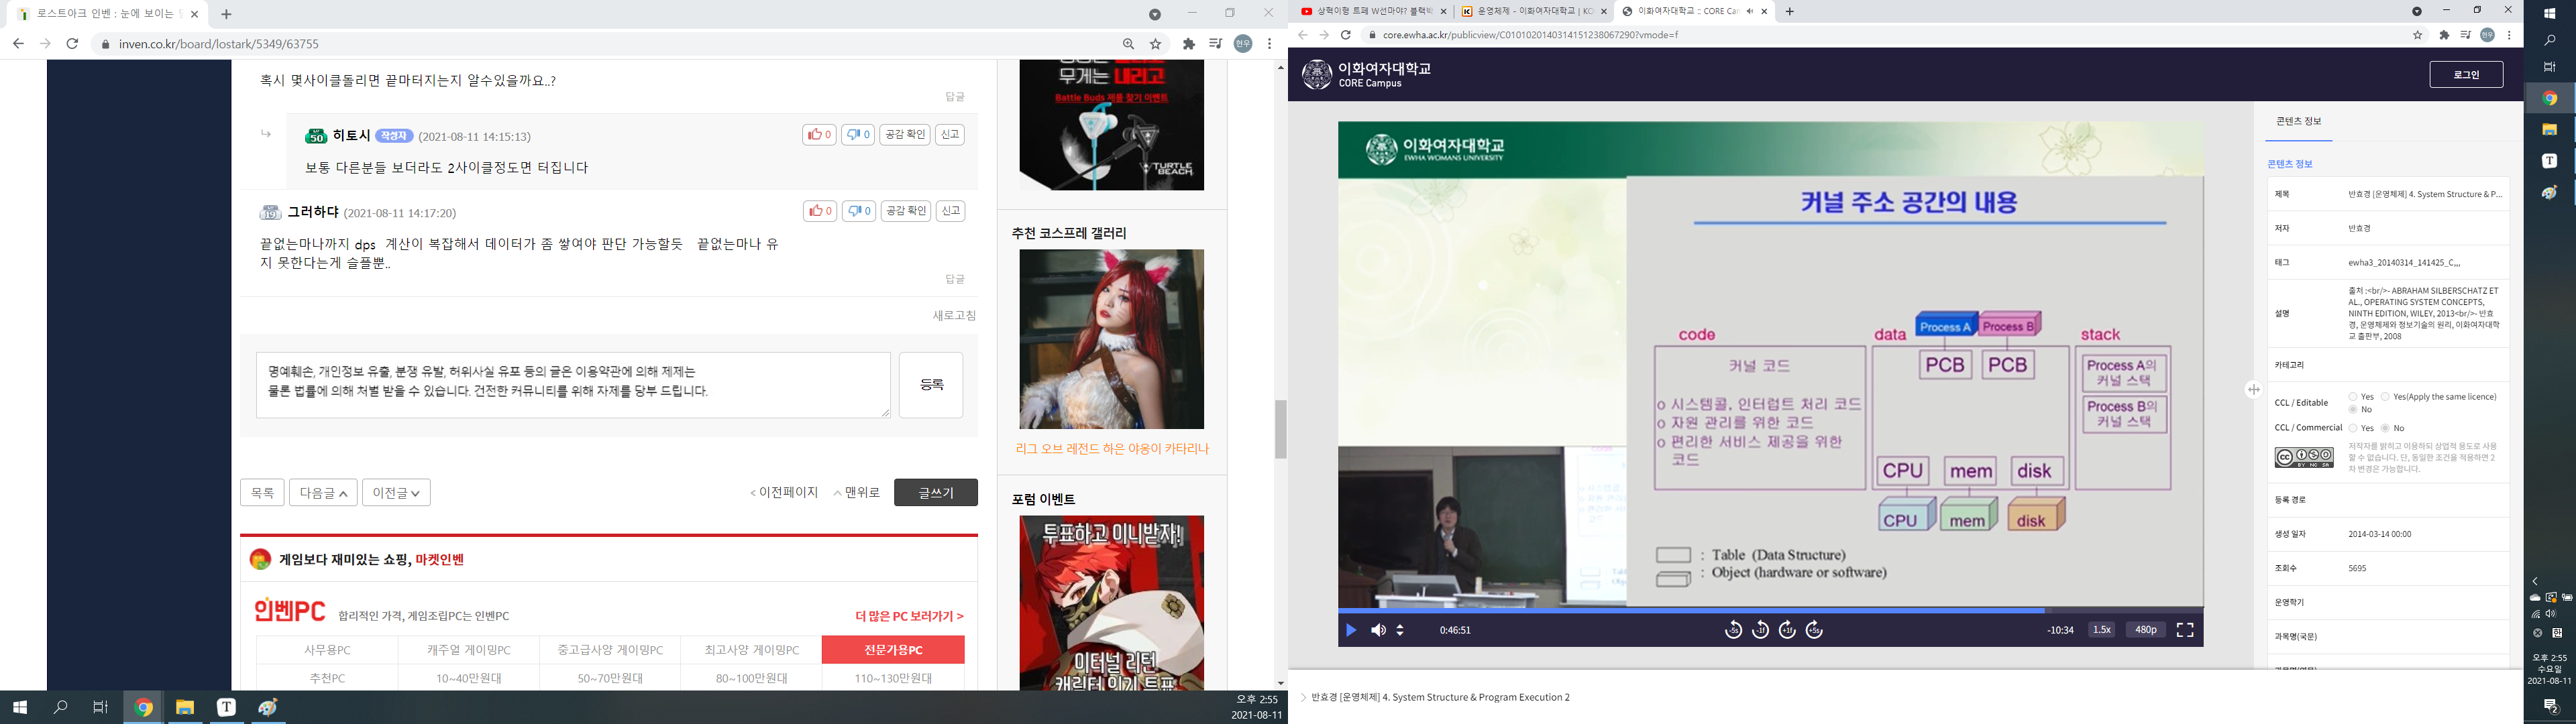 로스트아크 인벤 : 눈에 보이는
inven.co.kr/board/lostark/5349/63755
현우
혹시 몇사이클돌리면 끝마터지는지 알수있을까요..?
답글
50 히토시 작성자 (2021-08-11 14:15:13)
0 0 공감 확인 신고
보통 다른분들 보더라도 2사이클정도면 터집니다
19 그러하댜 (2021-08-11 14:17:20)
0 0 공감 확인 신고
끝없는마나까지 dps 계산이 복잡해서 데이터가 좀 쌓여야 판단 가능할듯 끝없는마나 유
지 못한다는게 슬플뿐..
답글
새로고침
명예훼손, 개인정보 유출, 분쟁 유발, 허위사실 유포 등의 글은 이용약관에 의해 제제는
물론 법률에 의해 처벌 받을 수 있습니다. 건전한 커뮤니티를 위해 자제를 당부 드립니다.
등록
목록 다음글 이전글
이전페이지 맨위로 글쓰기
게임보다 재미있는 쇼핑, 마켓인벤
인벤PC 합리적인 가격, 게임조립PC는 인벤PC
더 많은 PC 보러가기 >
사무용PC 캐주얼 게이밍PC 중고급사양 게이밍PC 최고사양 게이밍PC 전문가용PC
추천PC 10~40만원대 50~70만원대 80~100만원대 110~130만원대
무게는 내리고
Battle Buds 제품 찾기 이벤트
TURTLE BEACH
추천 코스프레 갤러리
리그 오브 레전드 하은 야옹이 카타리나
포럼 이벤트
투표하고 이니받자!
이터널 리턴
캐릭터 인기 투표
오후 2:55
2021-08-11
상혁이형 트페 W선마야? 블랙박
운영체제 - 이화여자대학교 | KO
이화여자대학교 :: CORE Car
core.ewha.ac.kr/publicview/C0101020140314151238067290?vmode=f
현우
이화여자대학교
CORE Campus
로그인
이화여자대학교
EWHA WOMANS UNIVERSITY
커널 주소 공간의 내용
code
커널 코드
o 시스템콜, 인터럽트 처리 코드
o 자원 관리를 위한 코드
o 편리한 서비스 제공을 위한
코드
data
Process A Process B
PCB PCB
CPU mem disk
CPU mem disk
stack
Process A의
커널 스택
Process B의
커널 스택
: Table (Data Structure)
: Object (hardware or software)
0:46:51
-5s -1f +1f +5s
-10:34 1.5x 480p
반효경 [운영체제] 4. System Structure & Program Execution 2
콘텐츠 정보
콘텐츠 정보
제목 반효경 [운영체제] 4. System Structure & P...
저자 반효경
태그 ewha3_20140314_141425_C,,,
설명 출처 :<br/>- ABRAHAM SILBERSCHATZ ET
AL., OPERATING SYSTEM CONCEPTS,
NINTH EDITION, WILEY, 2013<br/>- 반효
경, 운영체제와 정보기술의 원리, 이화여자대학
교 출판부, 2008
카테고리
CCL / Editable Yes Yes(Apply the same licence)
No
CCL / Commercial Yes No
cc BY NC SA
저작자를 밝히고 이용하되 상업적 용도로 사용
할 수 없습니다. 단, 동일한 조건을 적용하면 2
차 변경은 가능합니다.
등록 경로
생성 일자 2014-03-14 00:00
조회수 5695
운영학기
과목명(국문)
오후 2:55
수요일
2021-08-11
2